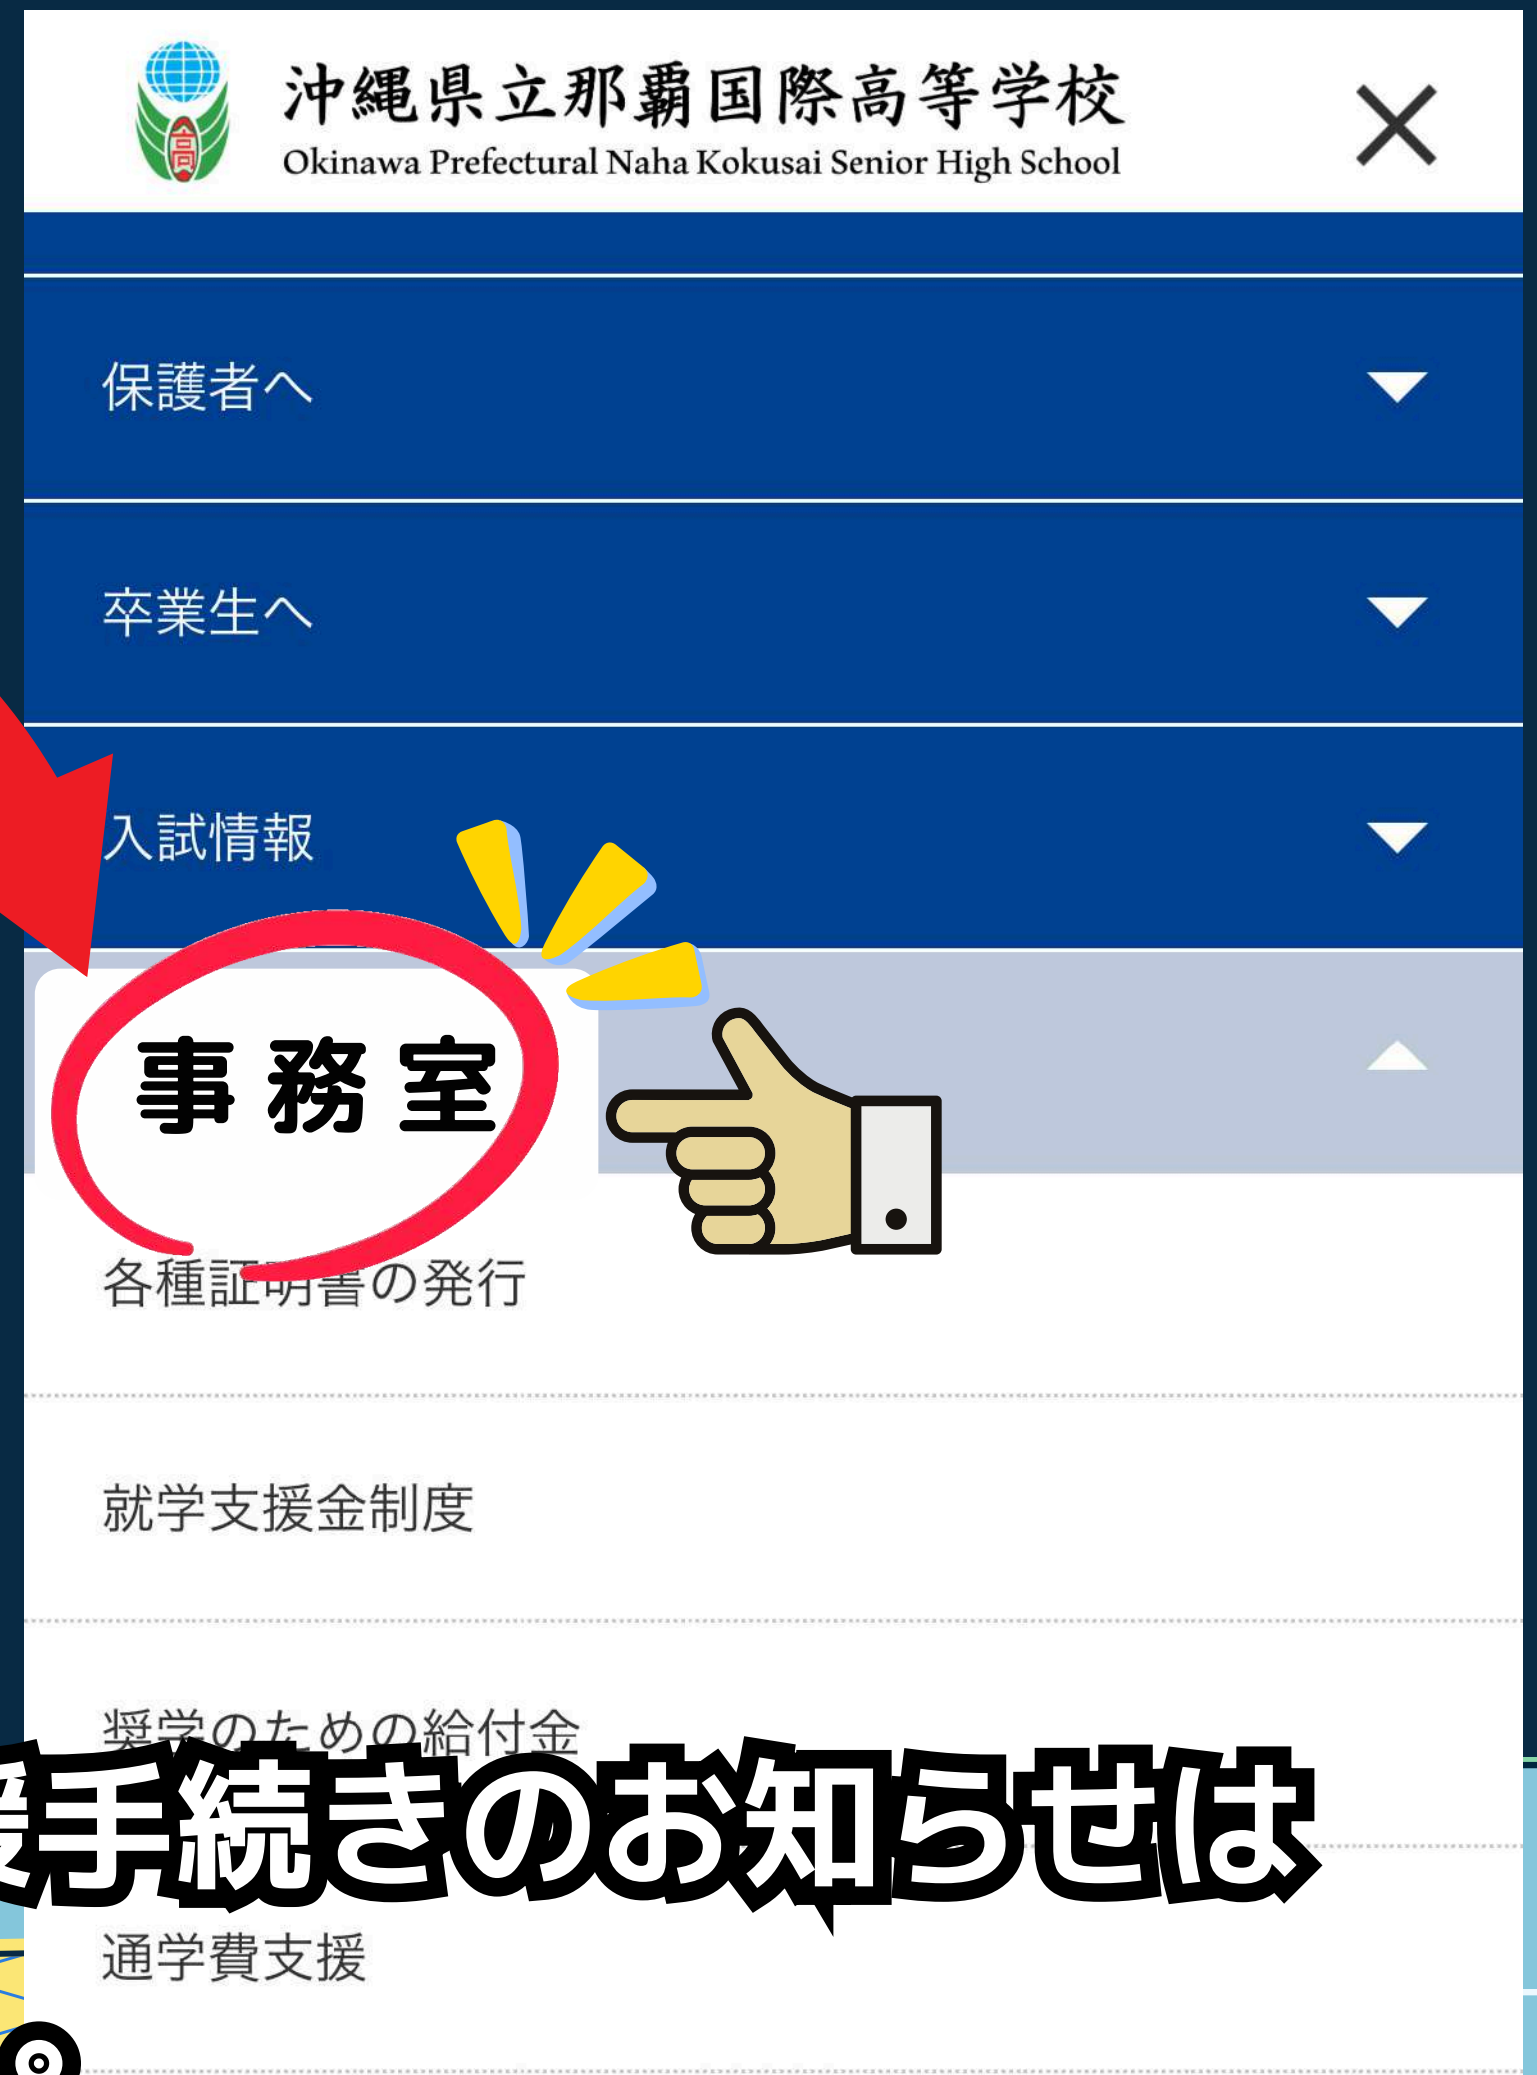 沖縄県立那覇国際高等学校
Okinawa Prefectural Naha Kokusai Senior High School
保護者へ
卒業生へ
入試情報
事務室
各種証明書の発行
就学支援金制度
奨学のための給付金
援手続きのお知らせは
通学費支援